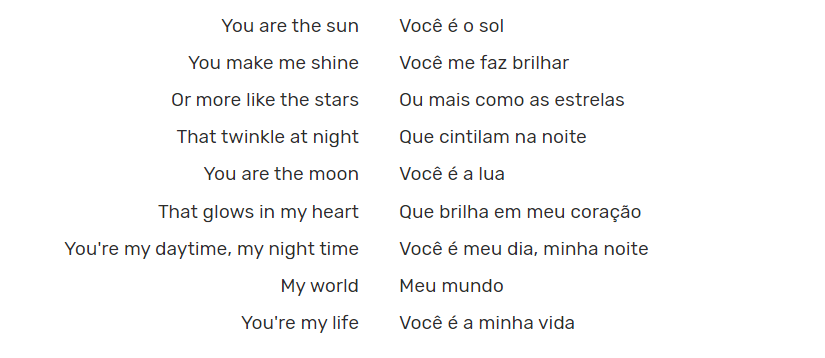 You are the sun Você é o sol
You make me shine Você me faz brilhar
Or more like the stars Ou mais como as estrelas
That twinkle at night Que cintilam na noite
You are the moon Você é a lua
That glows in my heart Que brilha em meu coração
You're my daytime, my night time Você é meu dia, minha noite
My world Meu mundo
You're my life Você é a minha vida